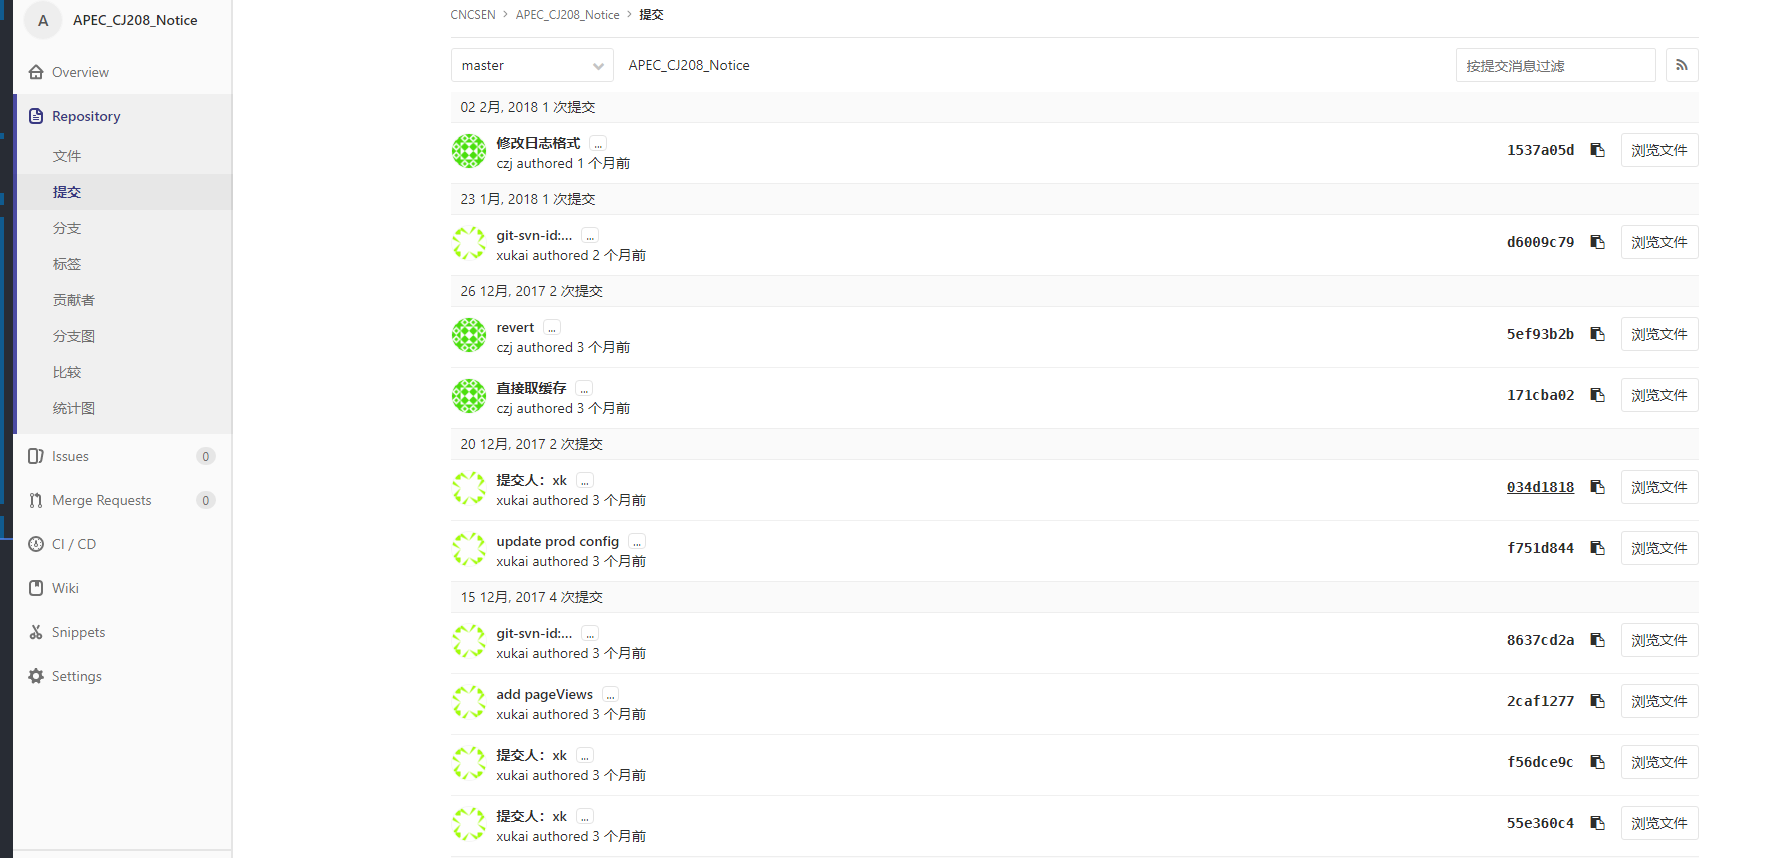 A APEC_CJ208_Notice
Overview
Repository
文件
提交
分支
标签
贡献者
分支图
比较
统计图
Issues 0
Merge Requests 0
CI / CD
Wiki
Snippets
Settings
CNCSEN > APEC_CJ208_Notice > 提交
master APEC_CJ208_Notice 按提交消息过滤
02 2月, 2018 1 次提交
修改日志格式 ... 
czj authored 1 个月前
1537a05d 浏览文件
23 1月, 2018 1 次提交
git-svn-id:... ...
xukai authored 2 个月前
d6009c79 浏览文件
26 12月, 2017 2 次提交
revert ...
czj authored 3 个月前
5ef93b2b 浏览文件
直接取缓存 ...
czj authored 3 个月前
171cba02 浏览文件
20 12月, 2017 2 次提交
提交人：xk ...
xukai authored 3 个月前
034d1818 浏览文件
update prod config ...
xukai authored 3 个月前
f751d844 浏览文件
15 12月, 2017 4 次提交
git-svn-id:... ...
xukai authored 3 个月前
8637cd2a 浏览文件
add pageViews ...
xukai authored 3 个月前
2caf1277 浏览文件
提交人：xk ...
xukai authored 3 个月前
f56dce9c 浏览文件
提交人：xk ...
xukai authored 3 个月前
55e360c4 浏览文件